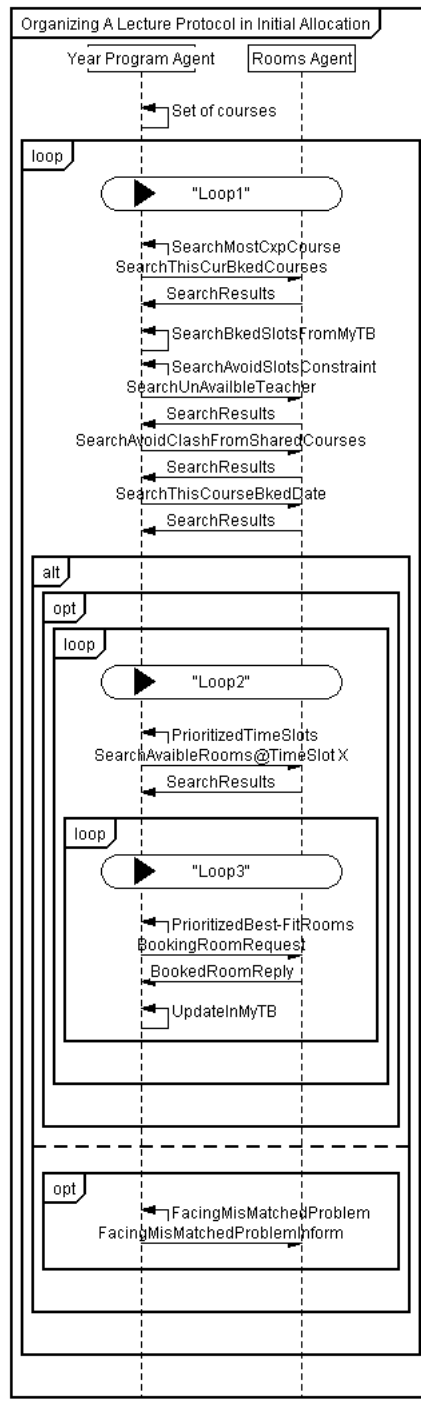 Organizing A Lecture Protocol in Initial Allocation
Year Program Agent
Rooms Agent
Set of courses
loop
"Loop1"
SearchMostCxpCourse
SearchThisCurBkedCourses
SearchResults
SearchBkedSlotsFromMyTB
SearchAvoidSlotsConstraint
SearchUnAvailbleTeacher
SearchResults
SearchAvoidClashFromSharedCourses
SearchResults
SearchThisCourseBkedDate
SearchResults
alt
opt
loop
"Loop2"
PrioritizedTimeSlots
SearchAvaibleRooms@TimeSlot X
SearchResults
loop
"Loop3"
PrioritizedBest-FitRooms
BookingRoomRequest
BookedRoomReply
UpdateInMyTB
opt
FacingMisMatchedProblem
FacingMisMatchedProblemInform